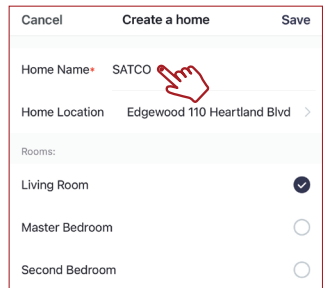 Cancel Create a home Save
Home Name* SATCO
Home Location Edgewood 110 Heartland Blvd >
Rooms:
Living Room
Master Bedroom
Second Bedroom